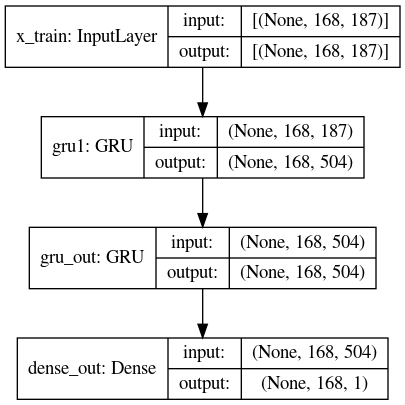 x_train: InputLayer
input: [(None, 168, 187)]
output: [(None, 168, 187)]
gru1: GRU
input: (None, 168, 187)
output: (None, 168, 504)
gru_out: GRU
input: (None, 168, 504)
output: (None, 168, 504)
dense_out: Dense
input: (None, 168, 504)
output: (None, 168, 1)